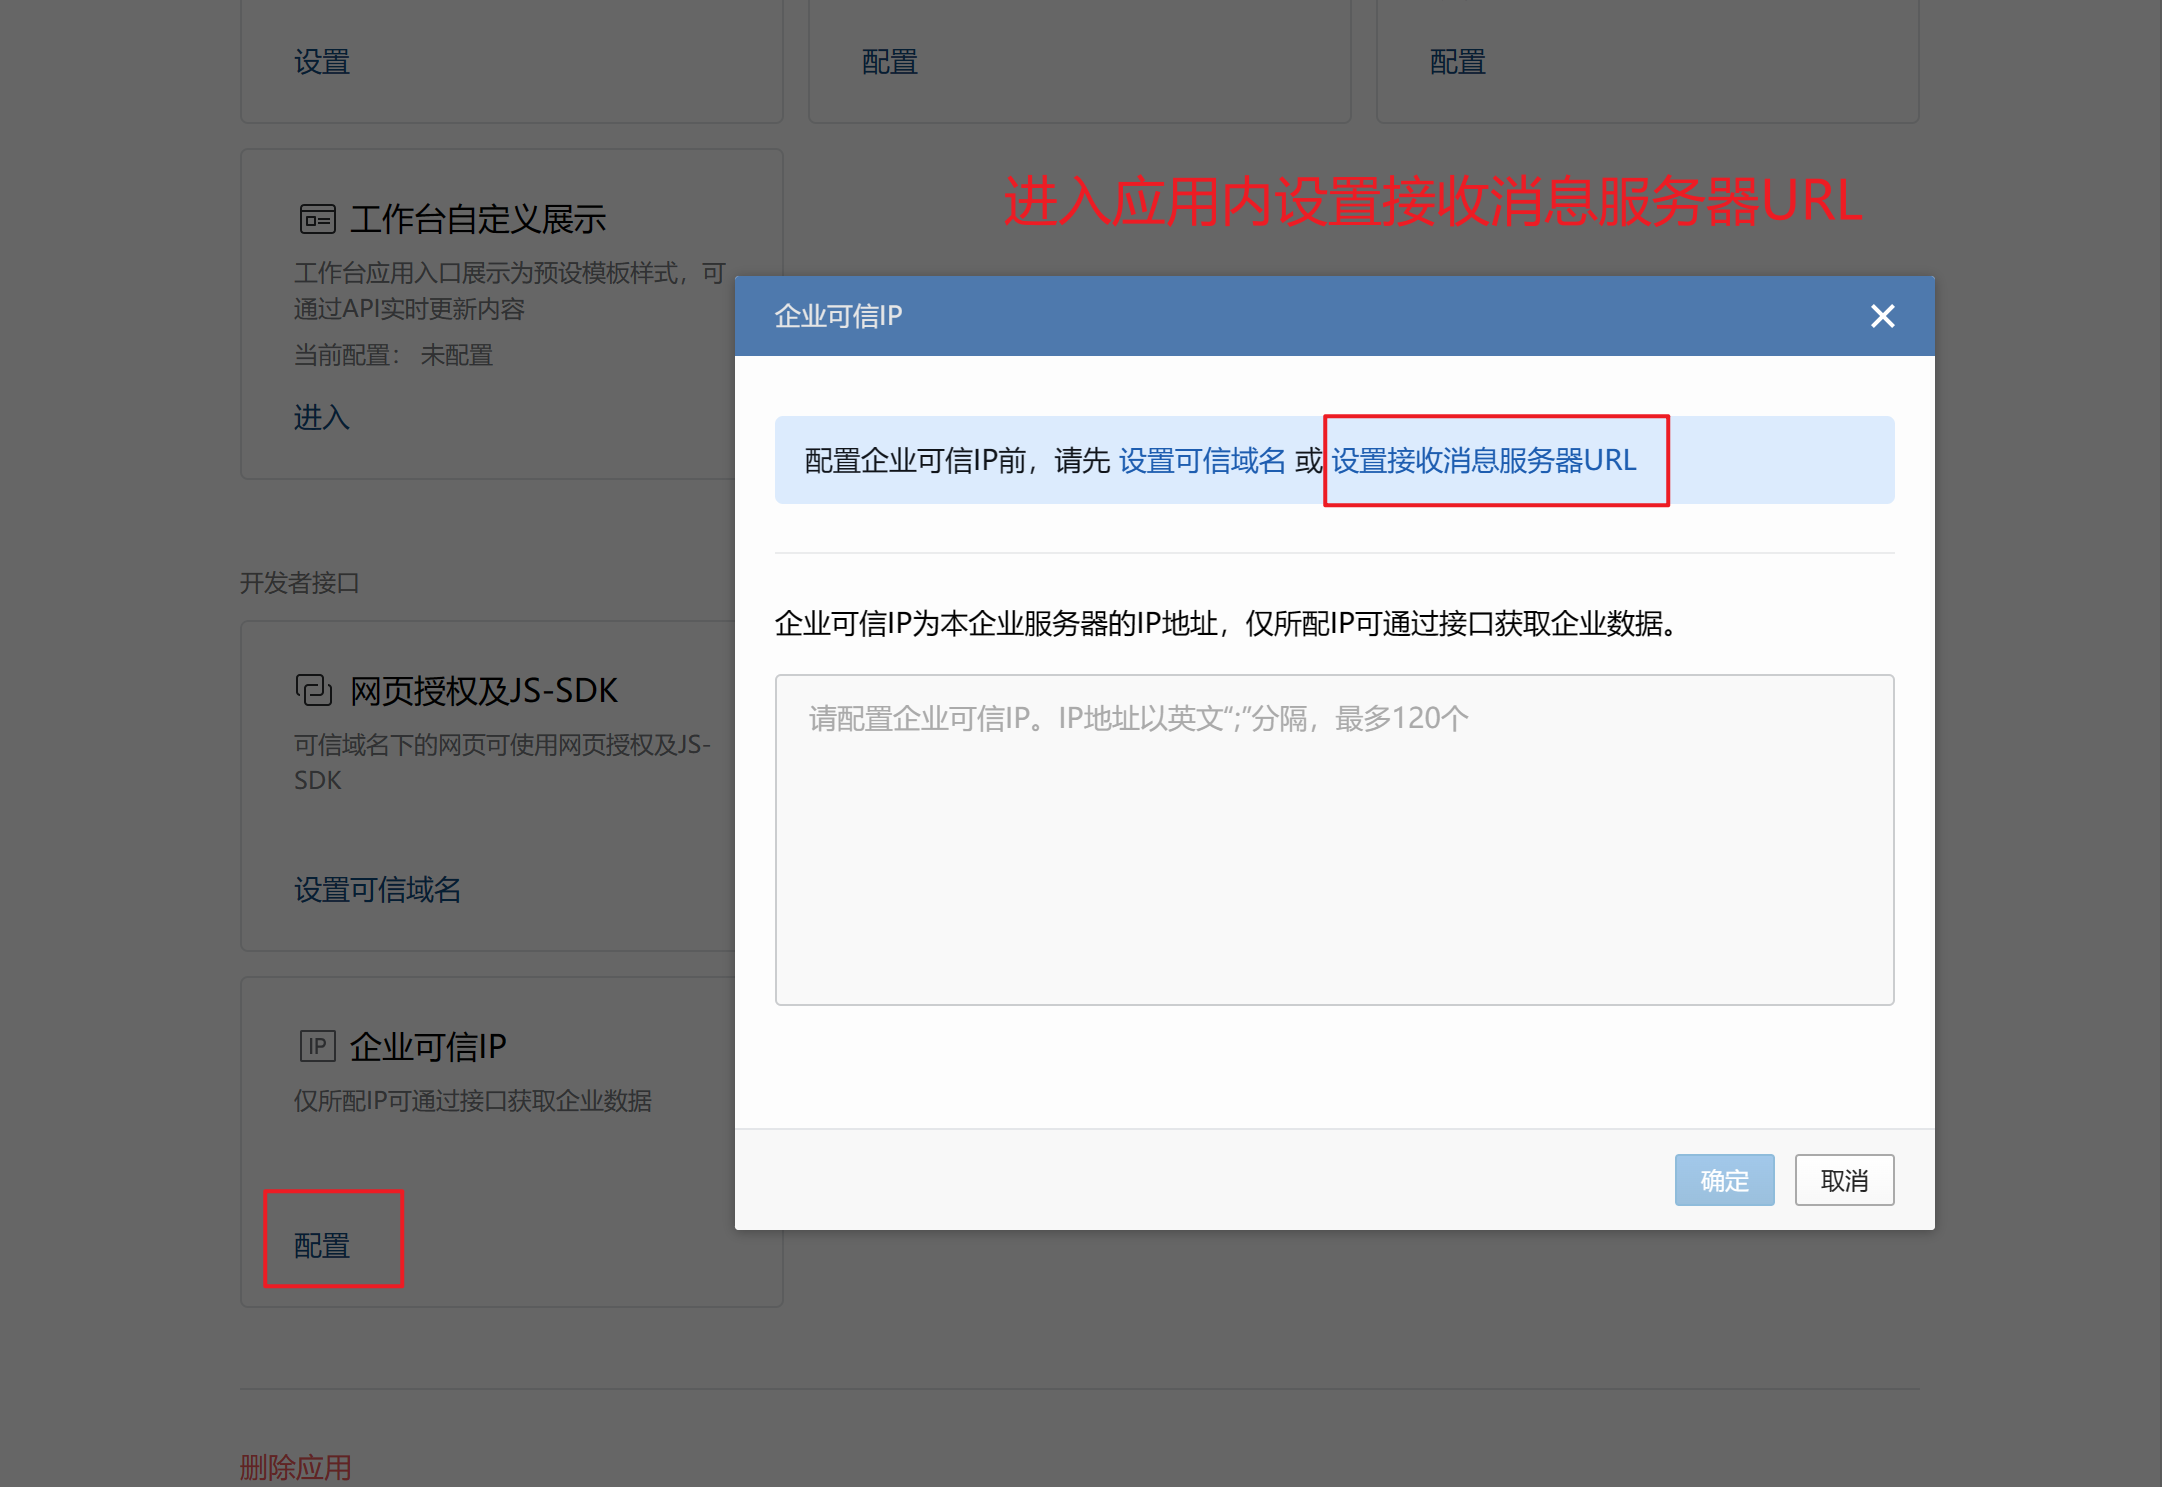 设置
配置
配置
进入应用内设置接收消息服务器URL
工作台自定义展示
工作台应用入口展示为预设模板样式，可
通过API实时更新内容
当前配置： 未配置
进入
开发者接口
网页授权及JS-SDK
可信域名下的网页可使用网页授权及JS-
SDK
设置可信域名
IP 企业可信IP
仅所配IP可通过接口获取企业数据
配置
删除应用
企业可信IP
配置企业可信IP前，请先 设置可信域名 或 设置接收消息服务器URL
企业可信IP为本企业服务器的IP地址，仅所配IP可通过接口获取企业数据。
请配置企业可信IP。IP地址以英文“;”分隔，最多120个
确定
取消